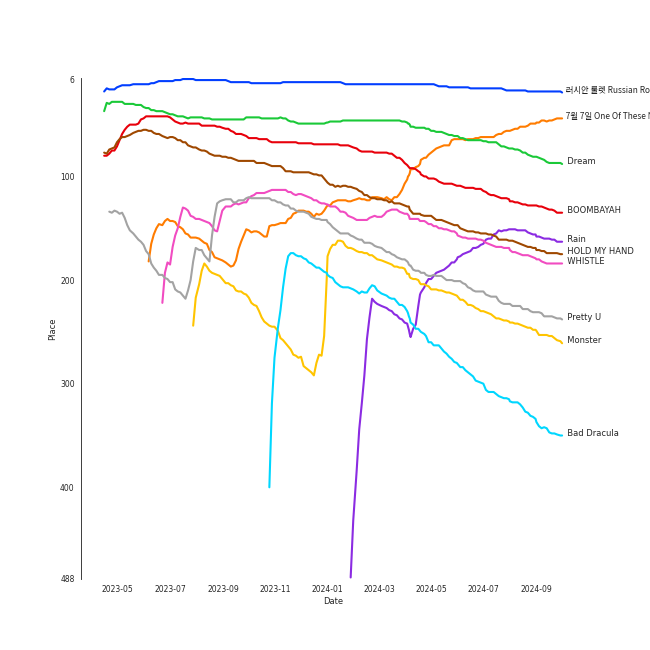 6
100
200
300
400
488
Place
2023-05
2023-07
2023-09
2023-11
2024-01
2024-03
2024-05
2024-07
2024-09
Date
러시안 룰렛 Russian Ro
7월 7일 One Of These N
Dream
BOOMBAYAH
Rain
HOLD MY HAND
WHISTLE
Pretty U
Monster
Bad Dracula